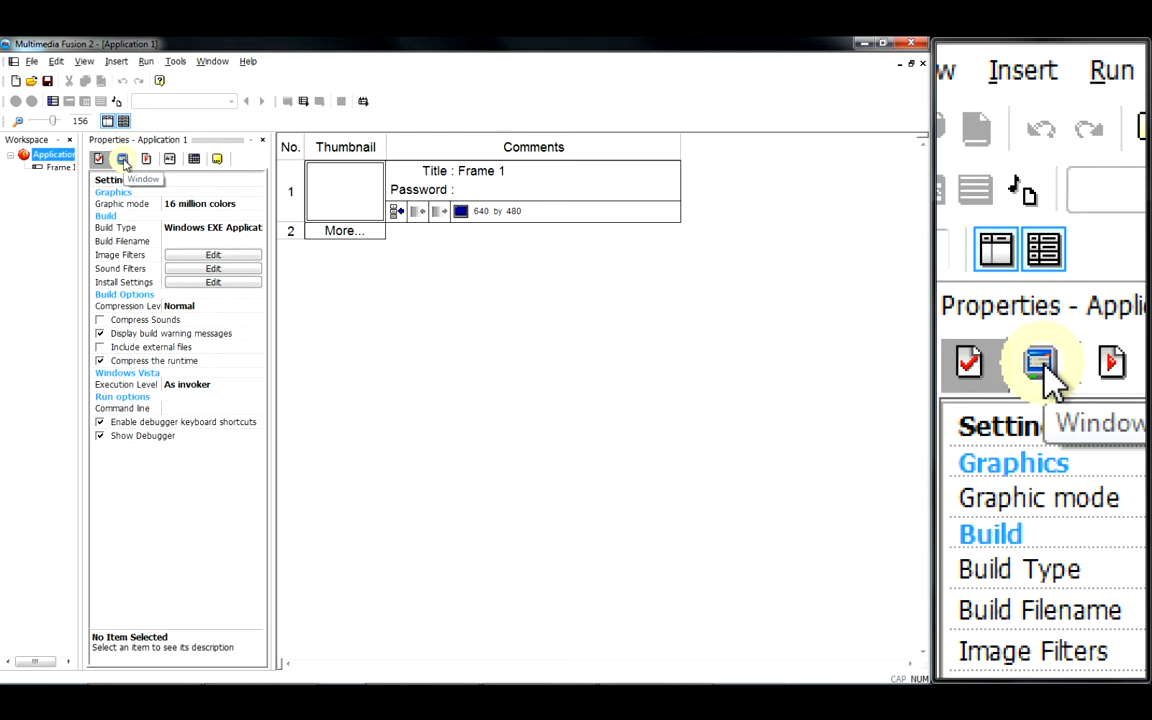 Multimedia Fusion 2 - [Application 1]
File Edit View Insert Run Tools Window Help
156
Workspace
Properties - Application 1
Application
Frame 1
Window
Settin
Graphics
Graphic mode 16 million colors
Build
Build Type Windows EXE Applicat
Build Filename
Image Filters Edit
Sound Filters Edit
Install Settings Edit
Build Options
Compression Lev Normal
Compress Sounds
Display build warning messages
Include external files
Compress the runtime
Windows Vista
Execution Level As invoker
Run options
Command line
Enable debugger keyboard shortcuts
Show Debugger
No Item Selected
Select an item to see its description
No. Thumbnail Comments
1
Title : Frame 1
Password :
640 by 480
2 More...
CAP NUM
w Insert Run
Properties - Appli
Settin
Window
Graphics
Graphic mode
Build
Build Type
Build Filename
Image Filters